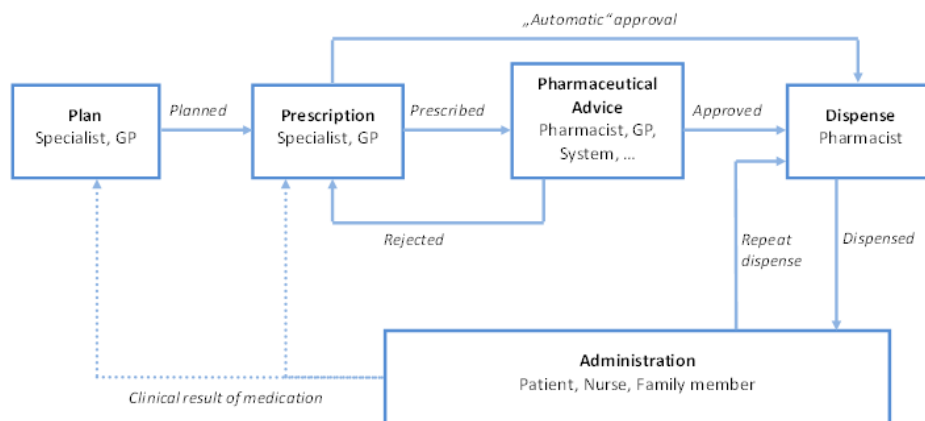 „Automatic“ approval
Plan
Specialist, GP
Planned
Prescription
Specialist, GP
Prescribed
Pharmaceutical
Advice
Pharmacist, GP,
System, ...
Approved
Dispense
Pharmacist
Rejected
Repeat
dispense
Dispensed
Administration
Patient, Nurse, Family member
Clinical result of medication